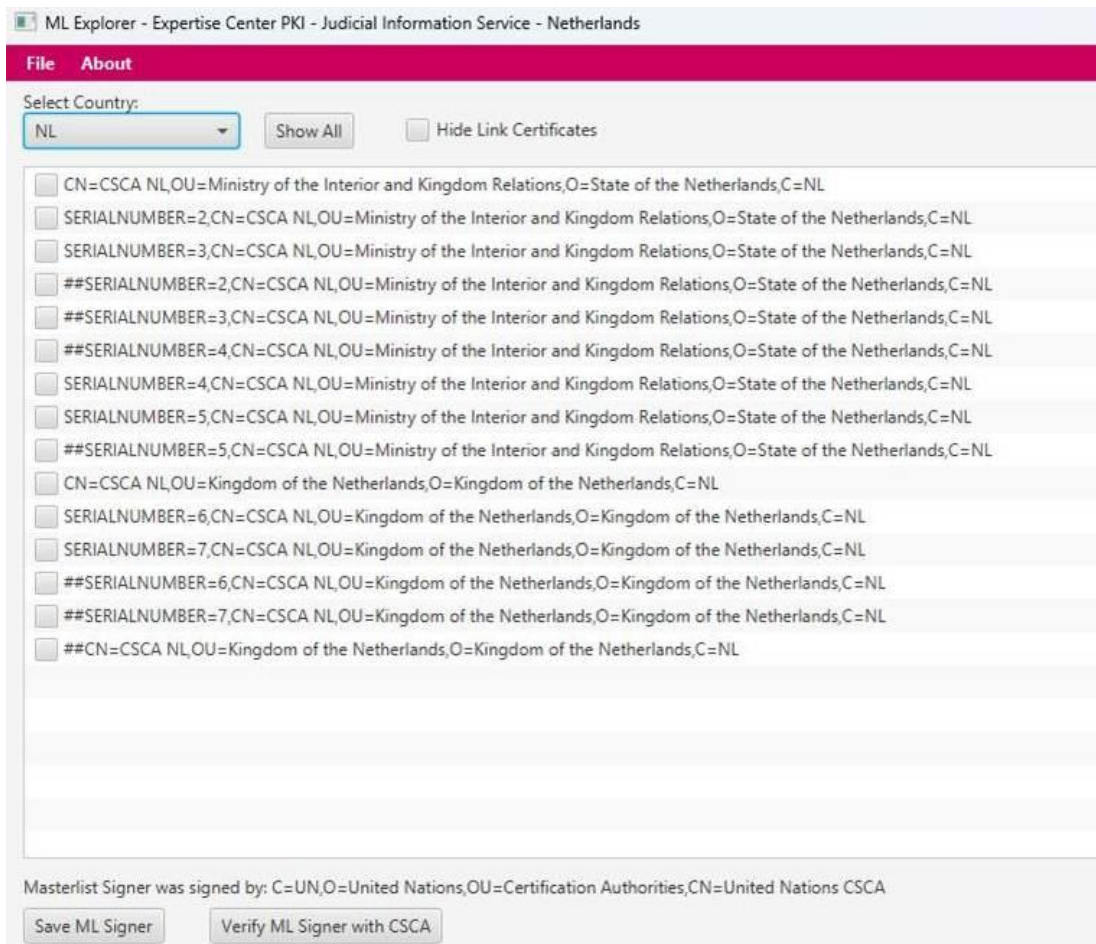 ML Explorer - Expertise Center PKI - Judicial Information Service - Netherlands
File About
Select Country:
NL Show All Hide Link Certificates
CN=CSCA NL,OU=Ministry of the Interior and Kingdom Relations,O=State of the Netherlands,C=NL
SERIALNUMBER=2,CN=CSCA NL,OU=Ministry of the Interior and Kingdom Relations,O=State of the Netherlands,C=NL
SERIALNUMBER=3,CN=CSCA NL,OU=Ministry of the Interior and Kingdom Relations,O=State of the Netherlands,C=NL
##SERIALNUMBER=2,CN=CSCA NL,OU=Ministry of the Interior and Kingdom Relations,O=State of the Netherlands,C=NL
##SERIALNUMBER=3,CN=CSCA NL,OU=Ministry of the Interior and Kingdom Relations,O=State of the Netherlands,C=NL
##SERIALNUMBER=4,CN=CSCA NL,OU=Ministry of the Interior and Kingdom Relations,O=State of the Netherlands,C=NL
SERIALNUMBER=4,CN=CSCA NL,OU=Ministry of the Interior and Kingdom Relations,O=State of the Netherlands,C=NL
SERIALNUMBER=5,CN=CSCA NL,OU=Ministry of the Interior and Kingdom Relations,O=State of the Netherlands,C=NL
##SERIALNUMBER=5,CN=CSCA NL,OU=Ministry of the Interior and Kingdom Relations,O=State of the Netherlands,C=NL
CN=CSCA NL,OU=Kingdom of the Netherlands,O=Kingdom of the Netherlands,C=NL
SERIALNUMBER=6,CN=CSCA NL,OU=Kingdom of the Netherlands,O=Kingdom of the Netherlands,C=NL
SERIALNUMBER=7,CN=CSCA NL,OU=Kingdom of the Netherlands,O=Kingdom of the Netherlands,C=NL
##SERIALNUMBER=6,CN=CSCA NL,OU=Kingdom of the Netherlands,O=Kingdom of the Netherlands,C=NL
##SERIALNUMBER=7,CN=CSCA NL,OU=Kingdom of the Netherlands,O=Kingdom of the Netherlands,C=NL
##CN=CSCA NL,OU=Kingdom of the Netherlands,O=Kingdom of the Netherlands,C=NL
Masterlist Signer was signed by: C=UN,O=United Nations,OU=Certification Authorities,CN=United Nations CSCA
Save ML Signer Verify ML Signer with CSCA